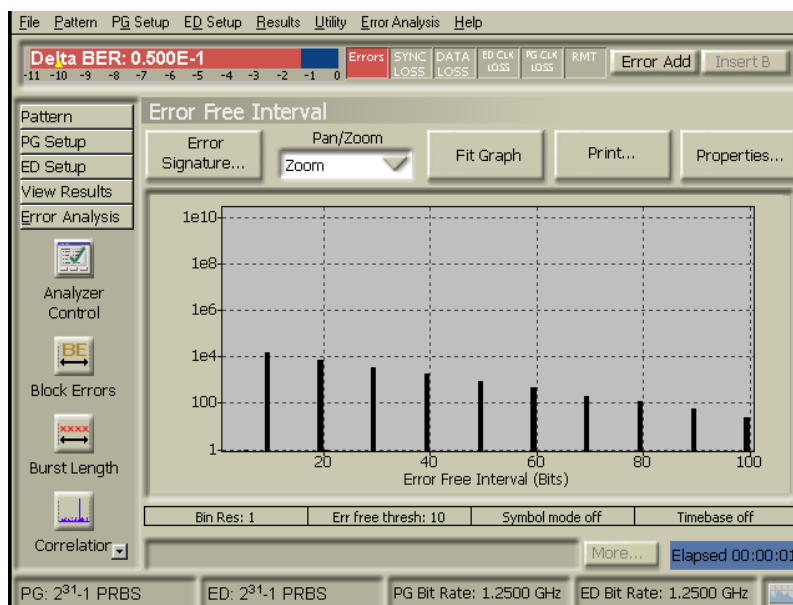 File Pattern PG Setup ED Setup Results Utility Error Analysis Help
Delta BER: 0.500E-1
-11 -10 -9 -8 -7 -6 -5 -4 -3 -2 -1 0
Errors
SYNC LOSS
DATA LOSS
ED CLK LOSS
PG CLK LOSS
RMT
Error Add
Insert B
Pattern
PG Setup
ED Setup
View Results
Error Analysis
Analyzer
Control
BE
Block Errors
xxxx
Burst Length
Correlation
Error Free Interval
Error
Signature...
Pan/Zoom
Zoom
Fit Graph
Print...
Properties...
1e10
1e8
1e6
1e4
100
1
20 40 60 80 100
Error Free Interval (Bits)
Bin Res: 1
Err free thresh: 10
Symbol mode off
Timebase off
More...
Elapsed 00:00:01
PG: 2^31-1 PRBS
ED: 2^31-1 PRBS
PG Bit Rate: 1.2500 GHz
ED Bit Rate: 1.2500 GHz